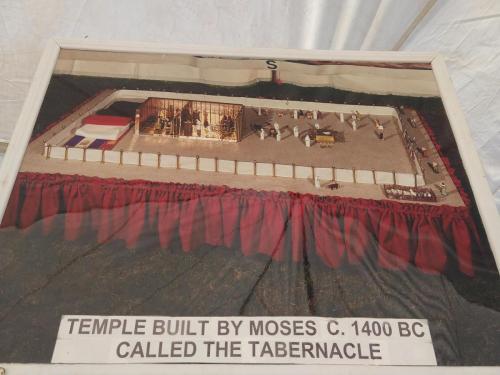 S
TEMPLE BUILT BY MOSES C. 1400 BC
CALLED THE TABERNACLE